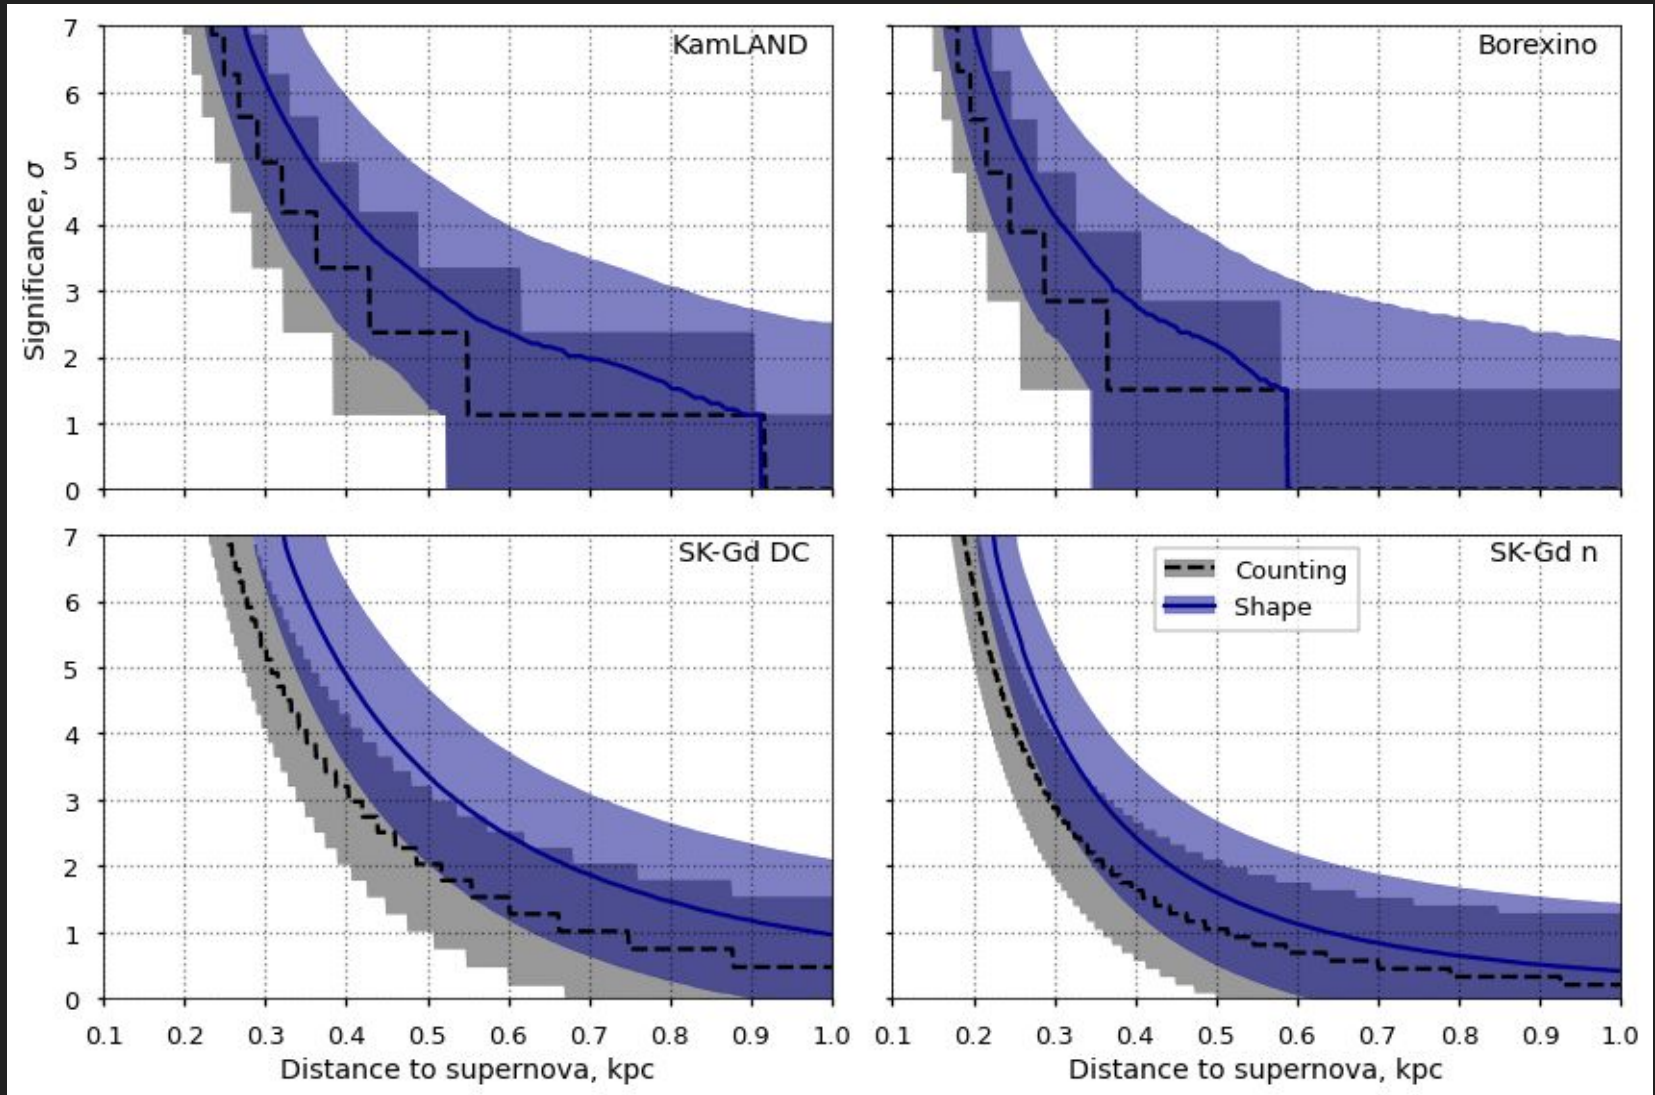 KamLAND
Borexino
7
6
5
4
3
2
1
0
Significance, σ
SK-Gd DC
SK-Gd n
Counting
Shape
7
6
5
4
3
2
1
0
0.1 0.2 0.3 0.4 0.5 0.6 0.7 0.8 0.9 1.0
0.1 0.2 0.3 0.4 0.5 0.6 0.7 0.8 0.9 1.0
Distance to supernova, kpc
Distance to supernova, kpc